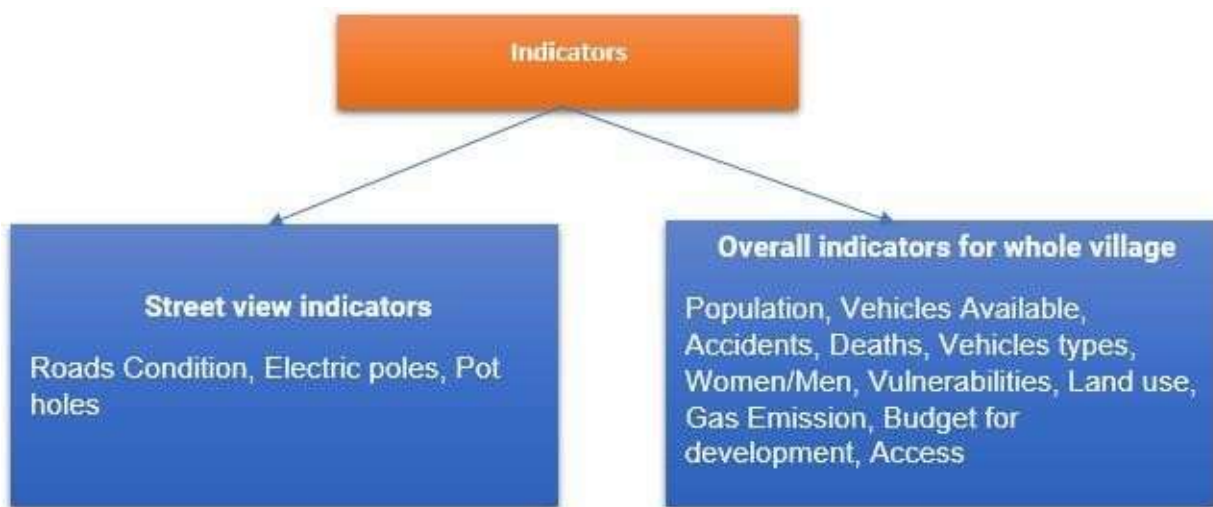 Indicators
Street view indicators
Roads Condition, Electric poles, Pot
holes
Overall indicators for whole village
Population, Vehicles Available,
Accidents, Deaths, Vehicles types,
Women/Men, Vulnerabilities, Land use,
Gas Emission, Budget for
development, Access